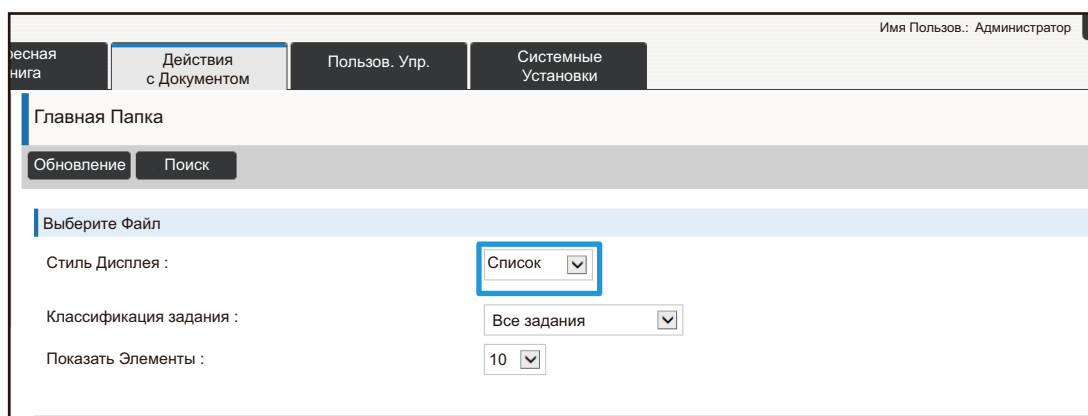 Имя Пользов.: Администратор
ресная
нига
Действия
с Документом
Пользов. Упр.
Системные
Установки
Главная Папка
Обновление Поиск
Выберите Файл
Стиль Дисплея : Список
Классификация задания : Все задания
Показать Элементы : 10